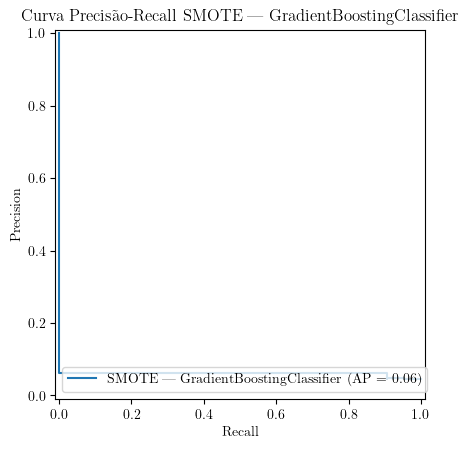 Curva Precisão-Recall SMOTE — GradientBoostingClassifier
1.0
0.8
0.6
0.4
0.2
0.0
Precision
SMOTE — GradientBoostingClassifier (AP = 0.06)
0.0 0.2 0.4 0.6 0.8 1.0
Recall